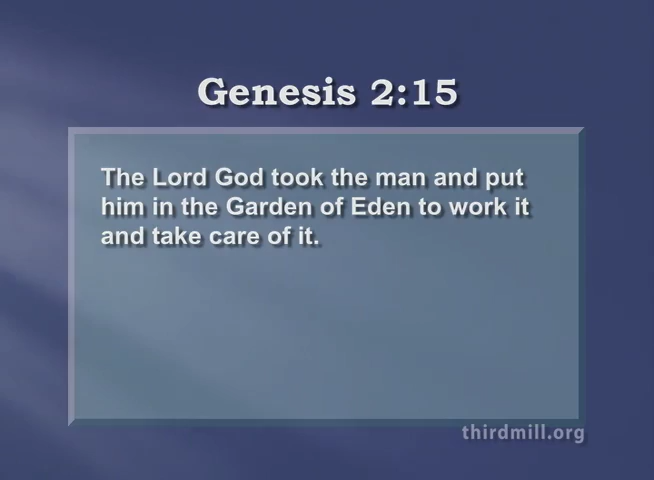 Genesis 2:15
The Lord God took the man and put
him in the Garden of Eden to work it
and take care of it.
thirdmill.org